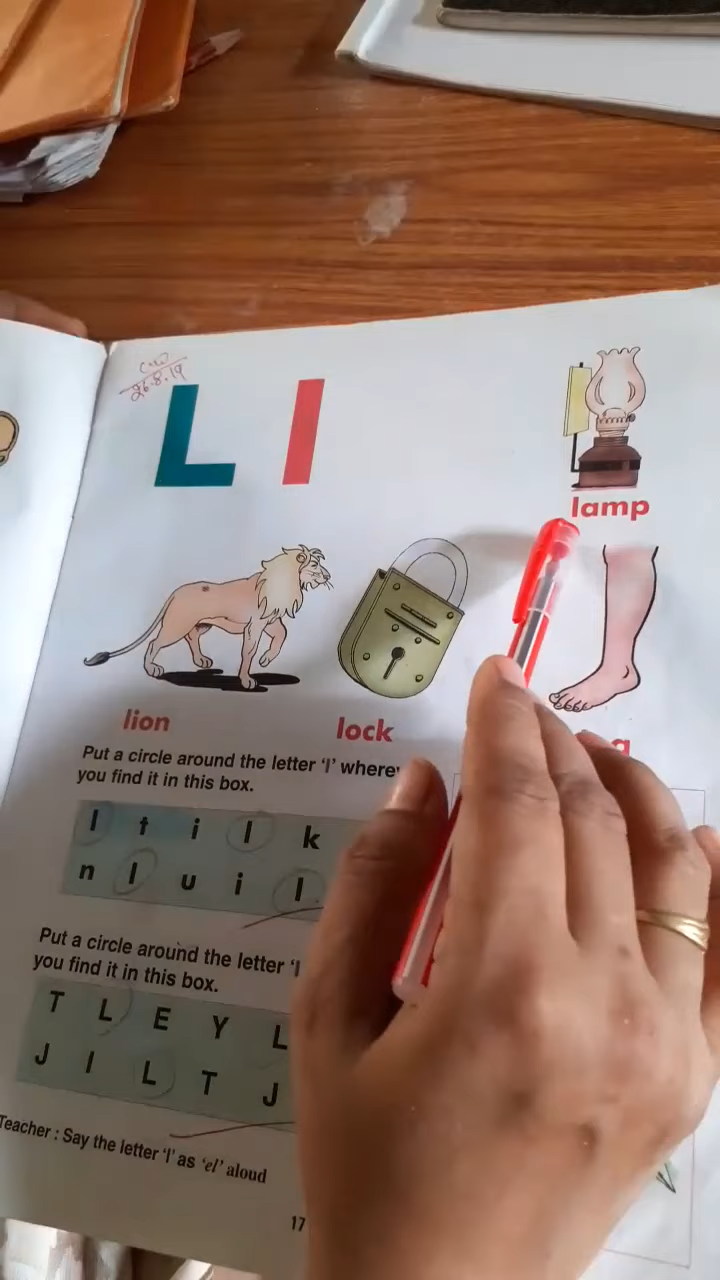 C.W
26.8.19
L l
lamp
lion
lock
g
Put a circle around the letter 'l' where
you find it in this box.
l t i l k
n l u i l
Put a circle around the letter 'l
you find it in this box.
T L E Y L
J I L T J
Teacher : Say the letter 'l' as 'el' aloud
17